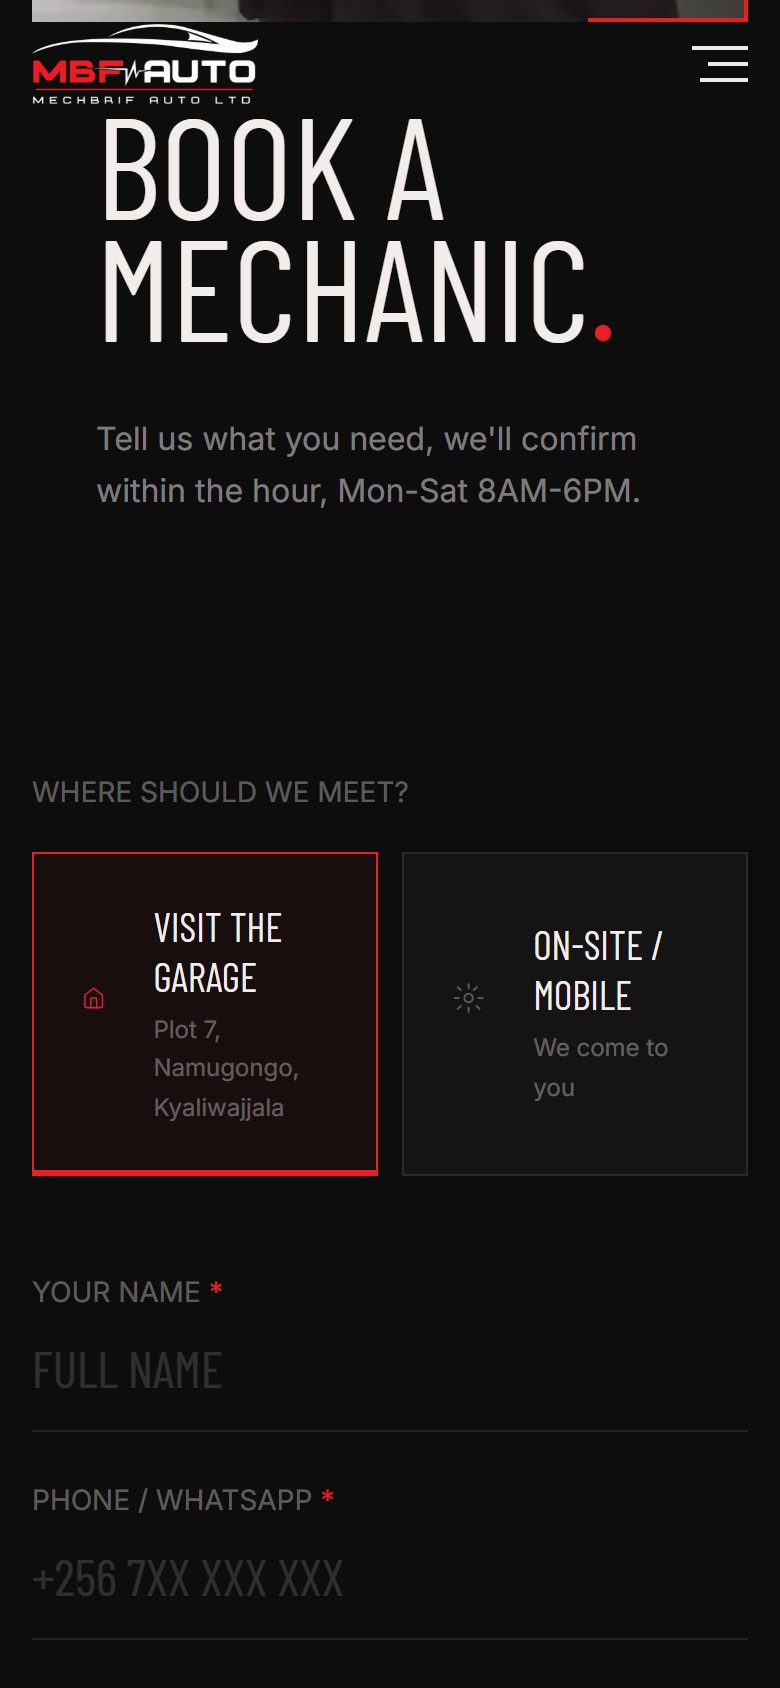 MBF AUTO
MECHBRIF AUTO LTD
BOOK A
MECHANIC.
Tell us what you need, we'll confirm
within the hour, Mon-Sat 8AM-6PM.
WHERE SHOULD WE MEET?
VISIT THE
GARAGE
Plot 7,
Namugongo,
Kyaliwajjala
ON-SITE /
MOBILE
We come to
you
YOUR NAME *
FULL NAME
PHONE / WHATSAPP *
+256 7XX XXX XXX